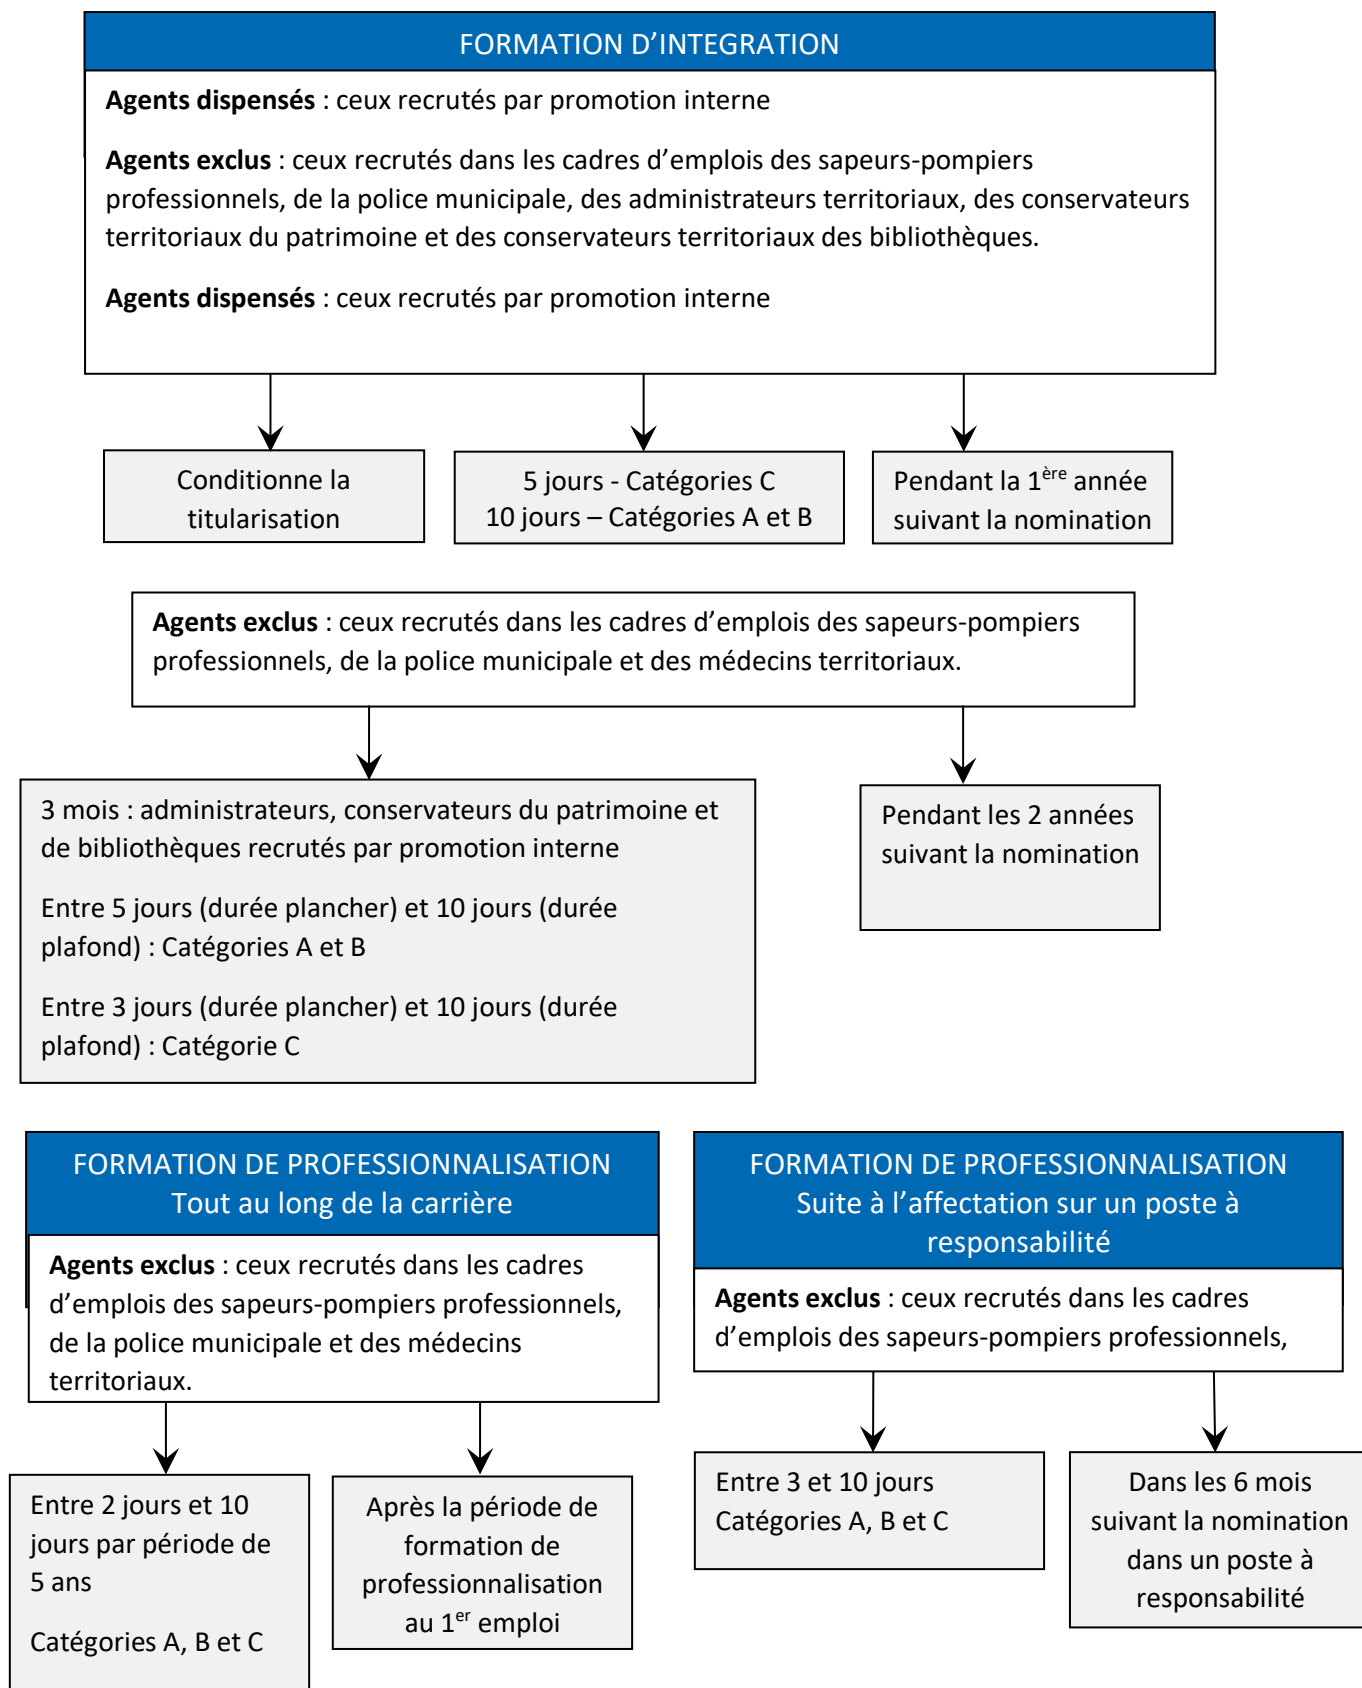 FORMATION D’INTEGRATION
Agents dispensés : ceux recrutés par promotion interne
Agents exclus : ceux recrutés dans les cadres d’emplois des sapeurs-pompiers
professionnels, de la police municipale, des administrateurs territoriaux, des conservateurs
territoriaux du patrimoine et des conservateurs territoriaux des bibliothèques.
Agents dispensés : ceux recrutés par promotion interne
Conditionne la
titularisation
5 jours - Catégories C
10 jours – Catégories A et B
Pendant la 1ère année
suivant la nomination
Agents exclus : ceux recrutés dans les cadres d’emplois des sapeurs-pompiers
professionnels, de la police municipale et des médecins territoriaux.
3 mois : administrateurs, conservateurs du patrimoine et
de bibliothèques recrutés par promotion interne
Entre 5 jours (durée plancher) et 10 jours (durée
plafond) : Catégories A et B
Entre 3 jours (durée plancher) et 10 jours (durée
plafond) : Catégorie C
Pendant les 2 années
suivant la nomination
FORMATION DE PROFESSIONNALISATION
Tout au long de la carrière
Agents exclus : ceux recrutés dans les cadres
d’emplois des sapeurs-pompiers professionnels,
de la police municipale et des médecins
territoriaux.
Entre 2 jours et 10
jours par période de
5 ans
Catégories A, B et C
Après la période de
formation de
professionnalisation
au 1er emploi
FORMATION DE PROFESSIONNALISATION
Suite à l’affectation sur un poste à
responsabilité
Agents exclus : ceux recrutés dans les cadres
d’emplois des sapeurs-pompiers professionnels,
Entre 3 et 10 jours
Catégories A, B et C
Dans les 6 mois
suivant la nomination
dans un poste à
responsabilité